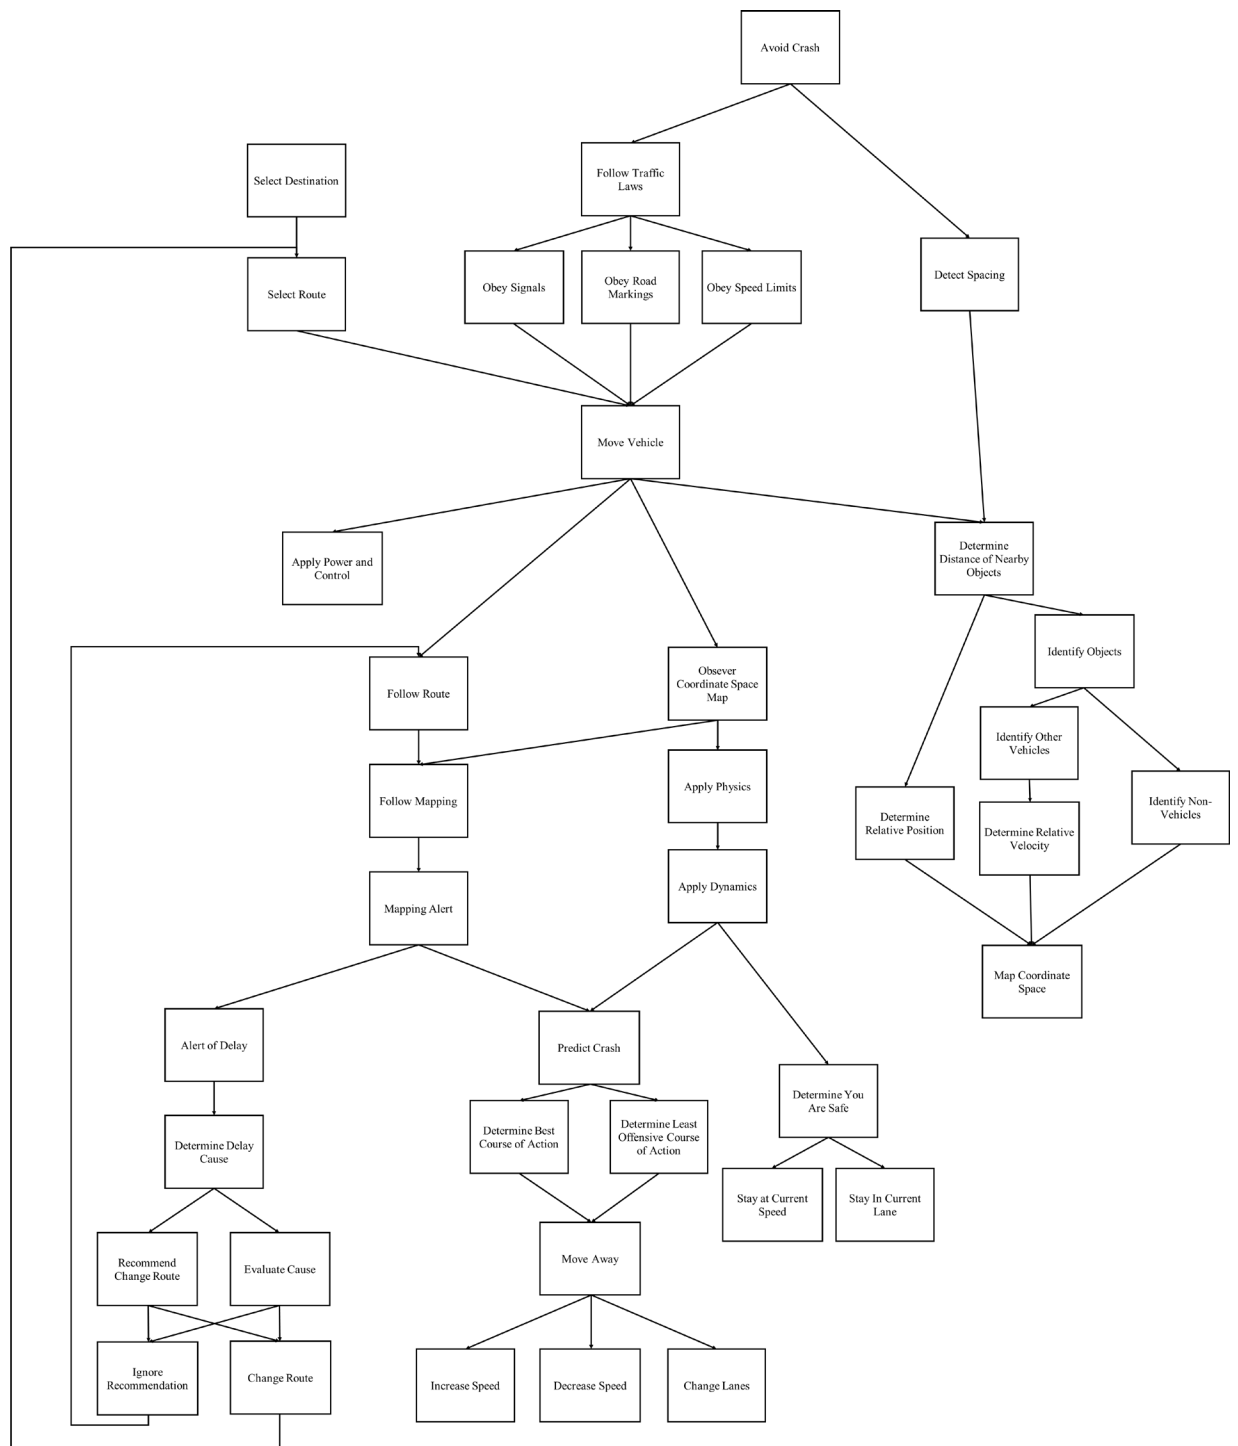 Avoid Crash
Select Destination
Follow Traffic
Laws
Detect Spacing
Select Route
Obey Signals
Obey Road
Markings
Obey Speed Limits
Move Vehicle
Apply Power and
Control
Determine
Distance of Nearby
Objects
Identify Objects
Follow Route
Obsever
Coordinate Space
Map
Identify Other
Vehicles
Follow Mapping
Apply Physics
Determine
Relative Position
Determine Relative
Velocity
Identify Non-
Vehicles
Mapping Alert
Apply Dynamics
Map Coordinate
Space
Alert of Delay
Predict Crash
Determine You
Are Safe
Determine Delay
Cause
Determine Best
Course of Action
Determine Least
Offensive Course
of Action
Stay at Current
Speed
Stay In Current
Lane
Recommend
Change Route
Evaluate Cause
Move Away
Ignore
Recommendation
Change Route
Increase Speed
Decrease Speed
Change Lanes